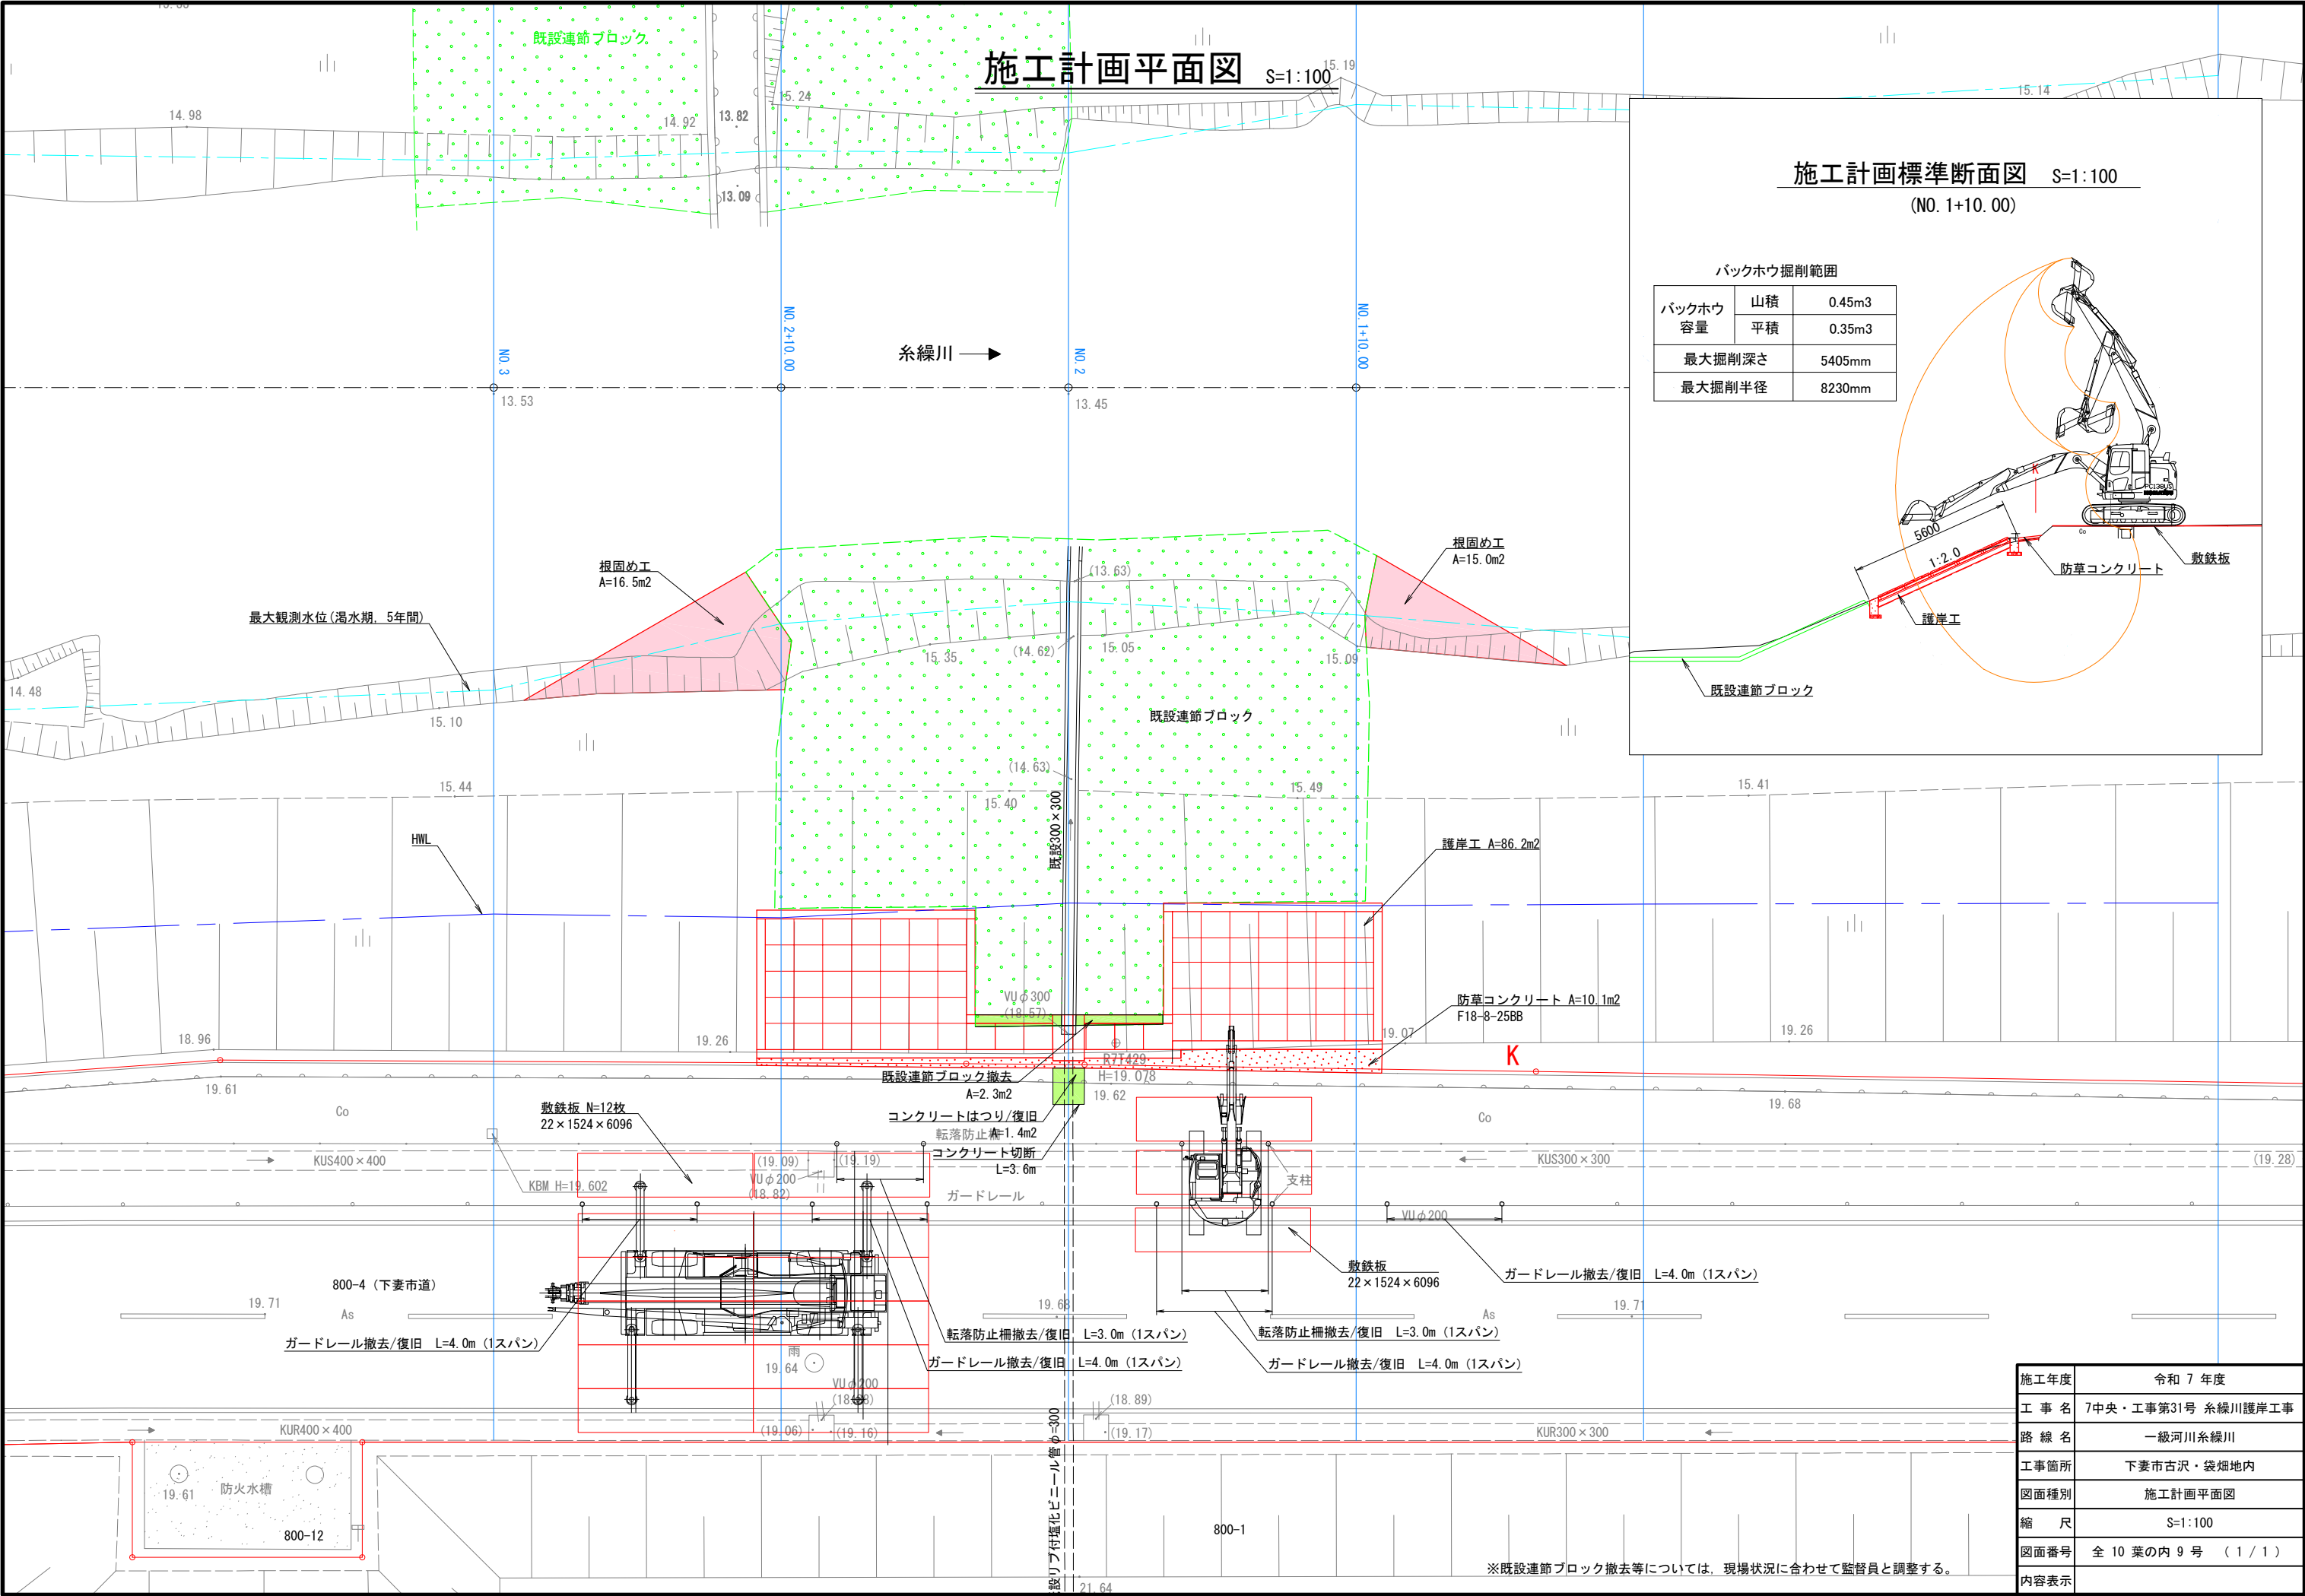 既設連節ブロック
施工計画平面図 S=1:100
15.19
15.14
15.24
14.98
14.92
13.82
13.09
施工計画標準断面図 S=1:100
(NO.1+10.00)
バックホウ掘削範囲
バックホウ容量 山積 0.45m3
平積 0.35m3
最大掘削深さ 5405mm
最大掘削半径 8230mm
K
PC138US
KOMATSU
Co
5600
1:2.0
敷鉄板
防草コンクリート
護岸工
既設連節ブロック
NO.3
NO.2+10.00
NO.2
NO.1+10.00
糸繰川
13.53
13.45
根固め工
A=16.5m2
根固め工
A=15.0m2
最大観測水位(渇水期, 5年間)
(13.63)
(14.62)
15.05
15.35
15.09
14.48
15.10
既設連節ブロック
(14.63)
15.44
15.40
15.49
15.41
既設300×300
HWL
護岸工 A=86.2m2
VUφ300
(18.57)
防草コンクリート A=10.1m2
F18-8-25BB
18.96
19.26
19.07
19.26
K
R7T429
H=19.078
既設連節ブロック撤去
A=2.3m2
19.61
19.62
19.68
Co
Co
敷鉄板 N=12枚
22×1524×6096
コンクリートはつり/復旧
A=1.4m2
転落防止柵
コンクリート切断
L=3.6m
KUS400×400
(19.09)
(19.19)
VUφ200
(18.82)
KBM H=19.602
ガードレール
支柱
KUS300×300
(19.28)
VUφ200
敷鉄板
22×1524×6096
ガードレール撤去/復旧 L=4.0m (1スパン)
800-4 (下妻市道)
19.71
As
19.68
As
19.71
ガードレール撤去/復旧 L=4.0m (1スパン)
転落防止柵撤去/復旧 L=3.0m (1スパン)
ガードレール撤去/復旧 L=4.0m (1スパン)
転落防止柵撤去/復旧 L=3.0m (1スパン)
ガードレール撤去/復旧 L=4.0m (1スパン)
雨
19.64
VUφ200
(18.89)
KUR400×400
(19.06)
(19.16)
(19.17)
KUR300×300
設リブ付塩化ビニール管φ=300
19.61
防火水槽
800-12
800-1
21.64
※既設連節ブロック撤去等については, 現場状況に合わせて監督員と調整する。
施工年度 令和 7 年度
工事名 7中央・工事第31号 糸繰川護岸工事
路線名 一級河川糸繰川
工事箇所 下妻市古沢・袋畑地内
図面種別 施工計画平面図
縮尺 S=1:100
図面番号 全 10 葉の内 9 号 ( 1 / 1 )
内容表示